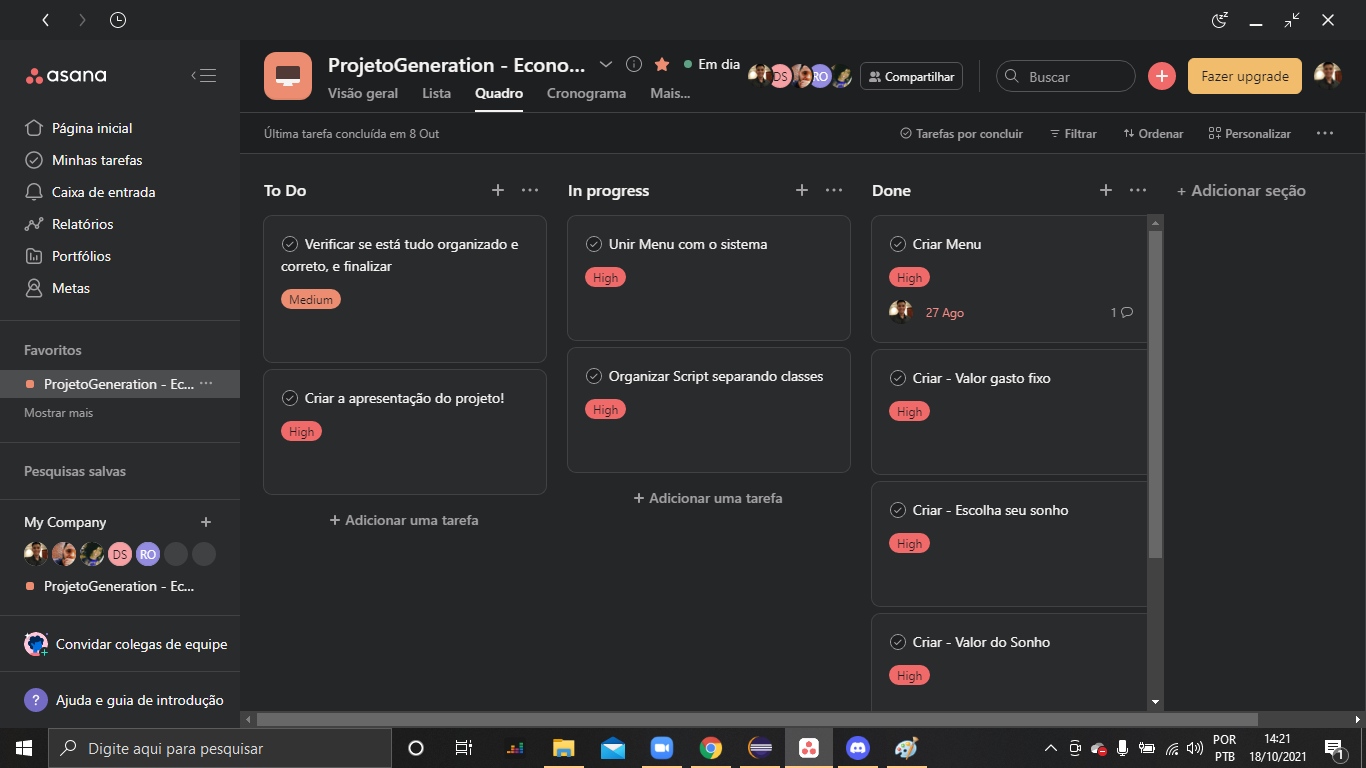 asana
Página inicial
Minhas tarefas
Caixa de entrada
Relatórios
Portfólios
Metas
Favoritos
ProjetoGeneration - Ec...
Mostrar mais
Pesquisas salvas
My Company
DS
RO
ProjetoGeneration - Ec...
Convidar colegas de equipe
? Ajuda e guia de introdução
ProjetoGeneration - Econo...
Em dia
DS
RO
Compartilhar
Buscar
Fazer upgrade
Visão geral Lista Quadro Cronograma Mais...
Última tarefa concluída em 8 Out
Tarefas por concluir Filtrar Ordenar Personalizar
To Do
Verificar se está tudo organizado e
correto, e finalizar
Medium
Criar a apresentação do projeto!
High
+ Adicionar uma tarefa
In progress
Unir Menu com o sistema
High
Organizar Script separando classes
High
+ Adicionar uma tarefa
Done
Criar Menu
High
27 Ago 1
Criar - Valor gasto fixo
High
Criar - Escolha seu sonho
High
Criar - Valor do Sonho
High
+ Adicionar seção
Digite aqui para pesquisar
POR
PTB
14:21
18/10/2021
1